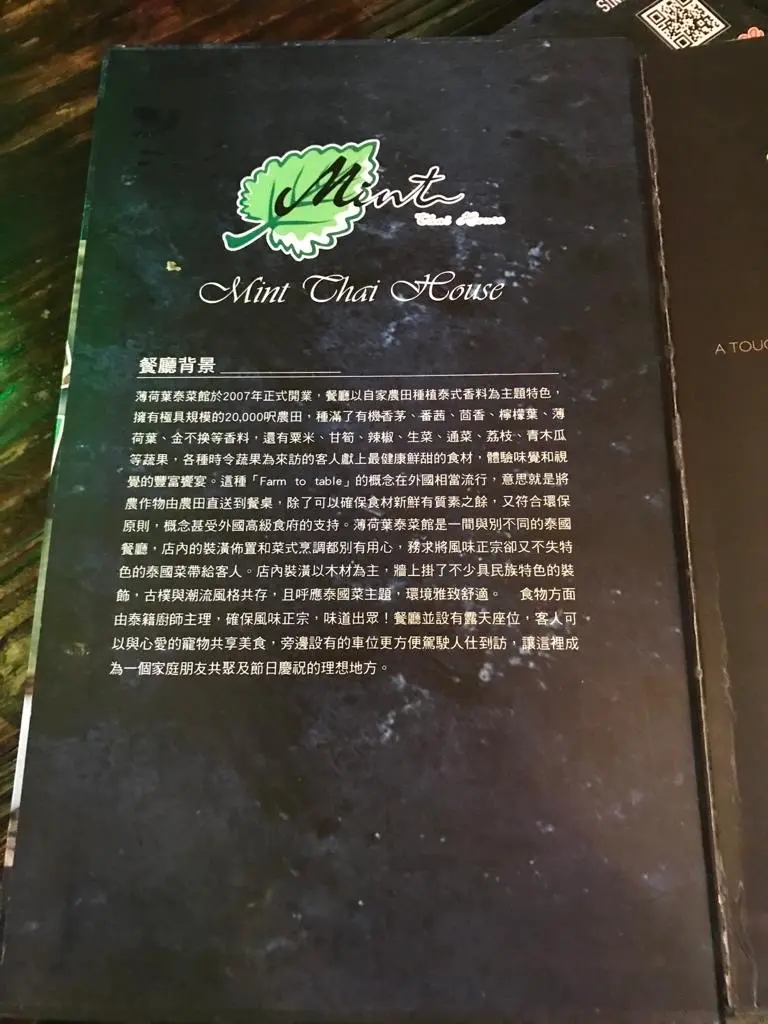 SIN
Mint
Thai House
Mint Thai House
餐廳背景
薄荷葉泰菜館於2007年正式開業，餐廳以自家農田種植泰式香料為主題特色，
擁有極具規模的20,000呎農田，種滿了有機香茅、番茜、茴香、檸檬葉、薄
荷葉、金不換等香料，還有粟米、甘筍、辣椒、生菜、通菜、荔枝、青木瓜
等蔬果，各種時令蔬果為來訪的客人獻上最健康鮮甜的食材，體驗味覺和視
覺的豐富饗宴。這種「Farm to table」的概念在外國相當流行，意思就是將
農作物由農田直送到餐桌，除了可以確保食材新鮮有質素之餘，又符合環保
原則，概念甚受外國高級食府的支持。薄荷葉泰菜館是一間與別不同的泰國
餐廳，店內的裝潢佈置和菜式烹調都別有用心，務求將風味正宗卻又不失特
色的泰國菜帶給客人。店內裝潢以木材為主，牆上掛了不少具民族特色的裝
飾，古樸與潮流風格共存，且呼應泰國菜主題，環境雅致舒適。 食物方面
由泰籍廚師主理，確保風味正宗，味道出眾！餐廳並設有露天座位，客人可
以與心愛的寵物共享美食，旁邊設有的車位更方便駕駛人仕到訪，讓這裡成
為一個家庭朋友共聚及節日慶祝的理想地方。
A TOUC